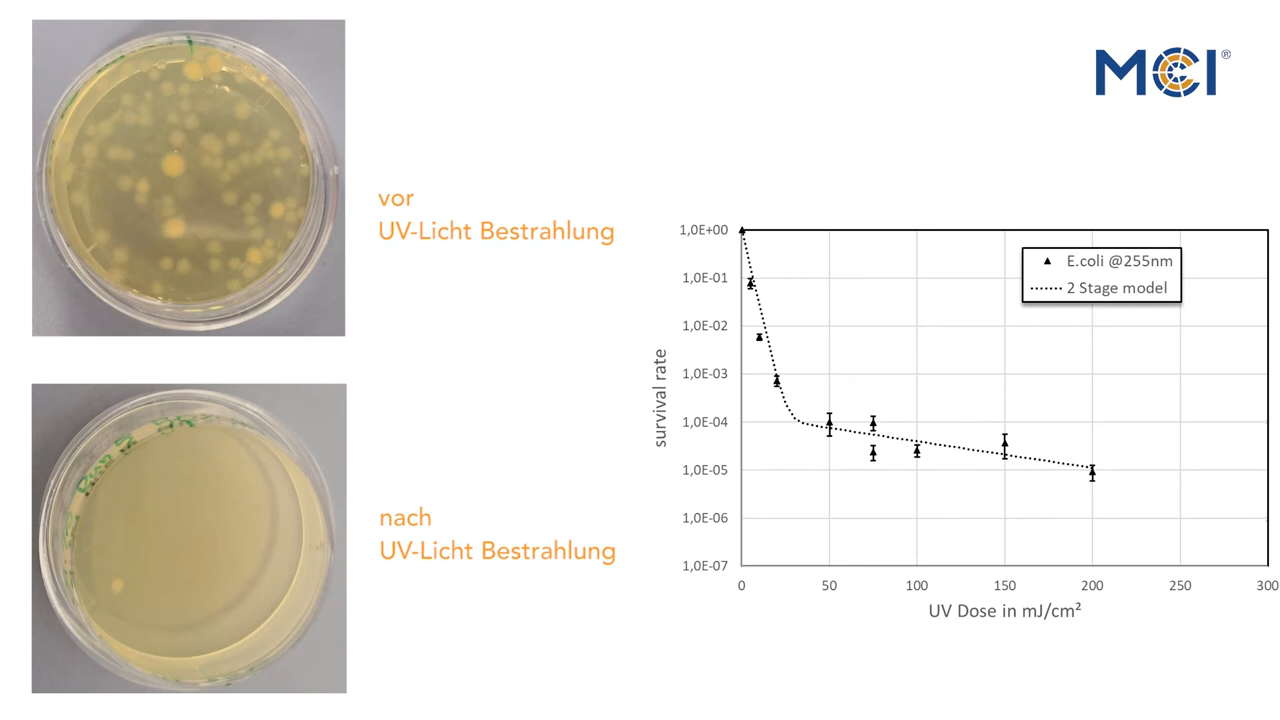 MCI®
vor
UV-Licht Bestrahlung
nach
UV-Licht Bestrahlung
1,0E+00
1,0E-01
1,0E-02
1,0E-03
1,0E-04
1,0E-05
1,0E-06
1,0E-07
survival rate
E.coli @255nm
2 Stage model
0 50 100 150 200 250 300
UV Dose in mJ/cm²